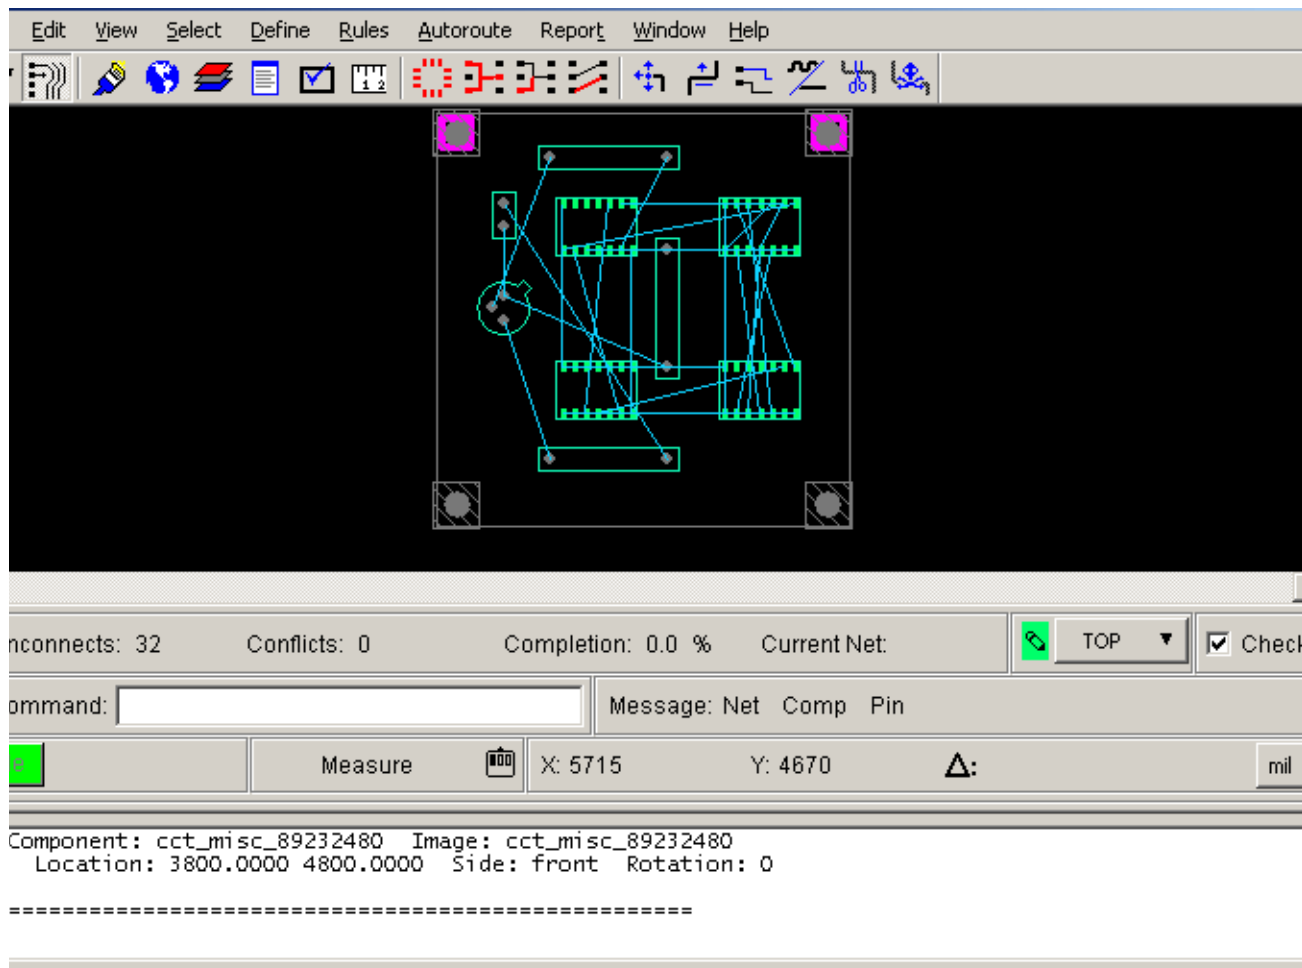 Edit View Select Define Rules Autoroute Report Window Help
1 2
nconnects: 32 Conflicts: 0 Completion: 0.0 % Current Net: TOP Check
ommand: Message: Net Comp Pin
e Measure X: 5715 Y: 4670 Δ: mil
Component: cct_misc_89232480 Image: cct_misc_89232480
Location: 3800.0000 4800.0000 Side: front Rotation: 0
===================================================